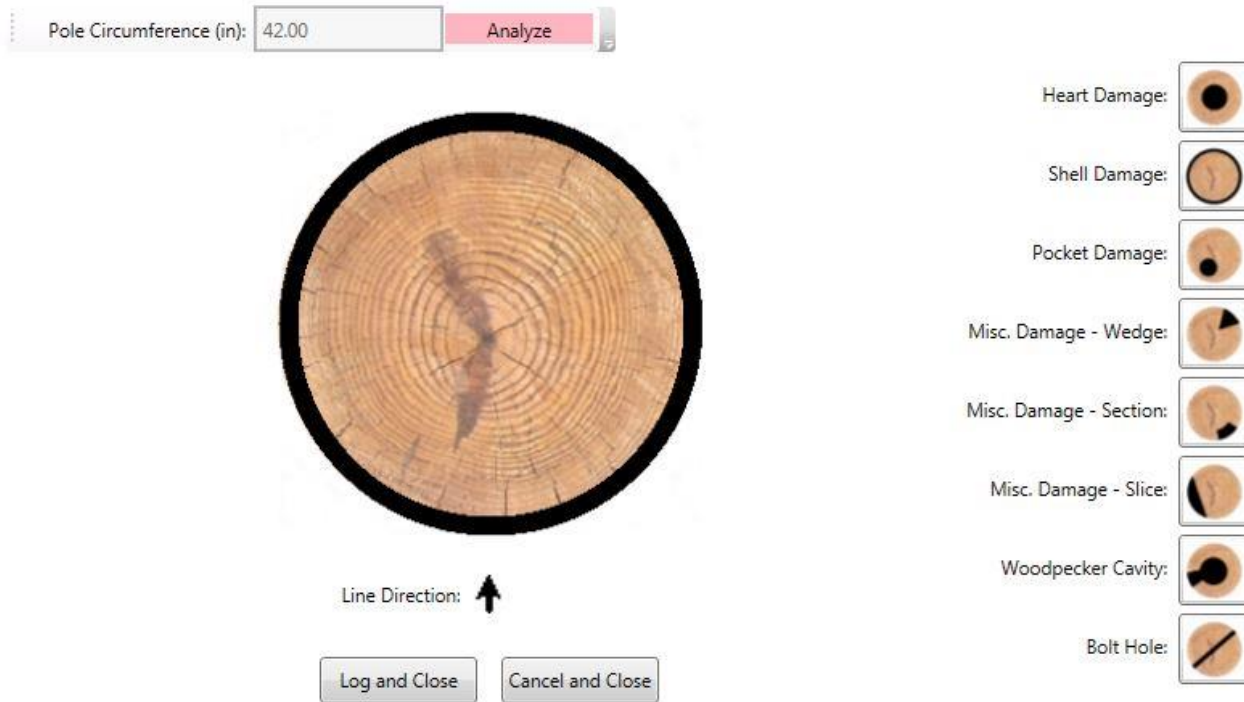 Pole Circumference (in): 42.00 Analyze
Heart Damage:
Shell Damage:
Pocket Damage:
Misc. Damage - Wedge:
Misc. Damage - Section:
Misc. Damage - Slice:
Woodpecker Cavity:
Bolt Hole:
Line Direction:
Log and Close Cancel and Close